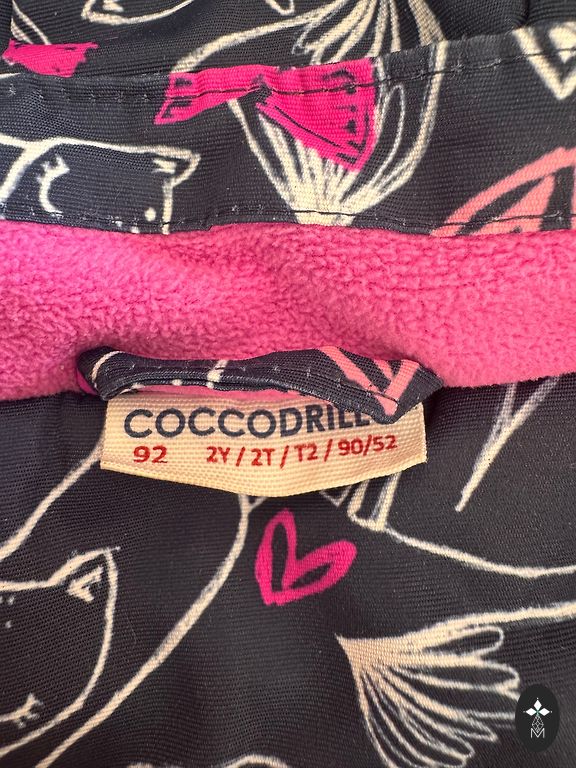 COCCODRILL
92 2Y / 2T / T2 / 90/52